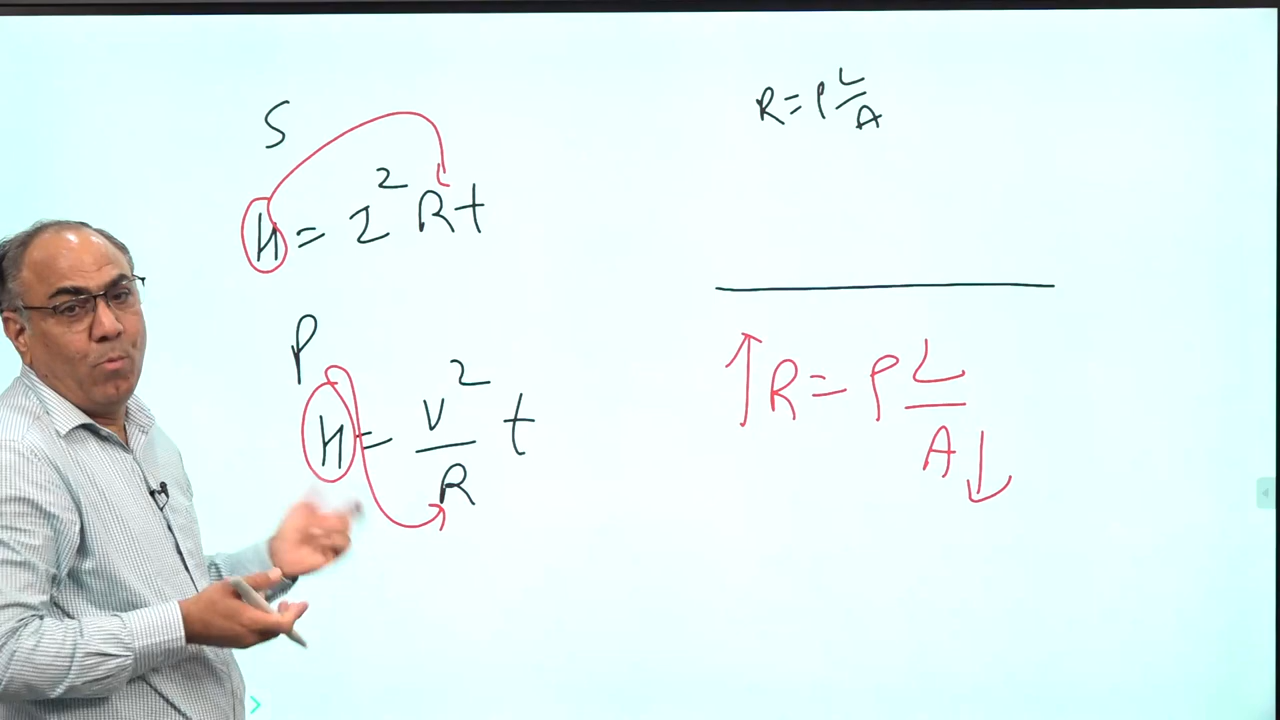 S
H = I²Rt
P
H = V²/R t
R = ρ L/A
↑R = ρ L/A↓